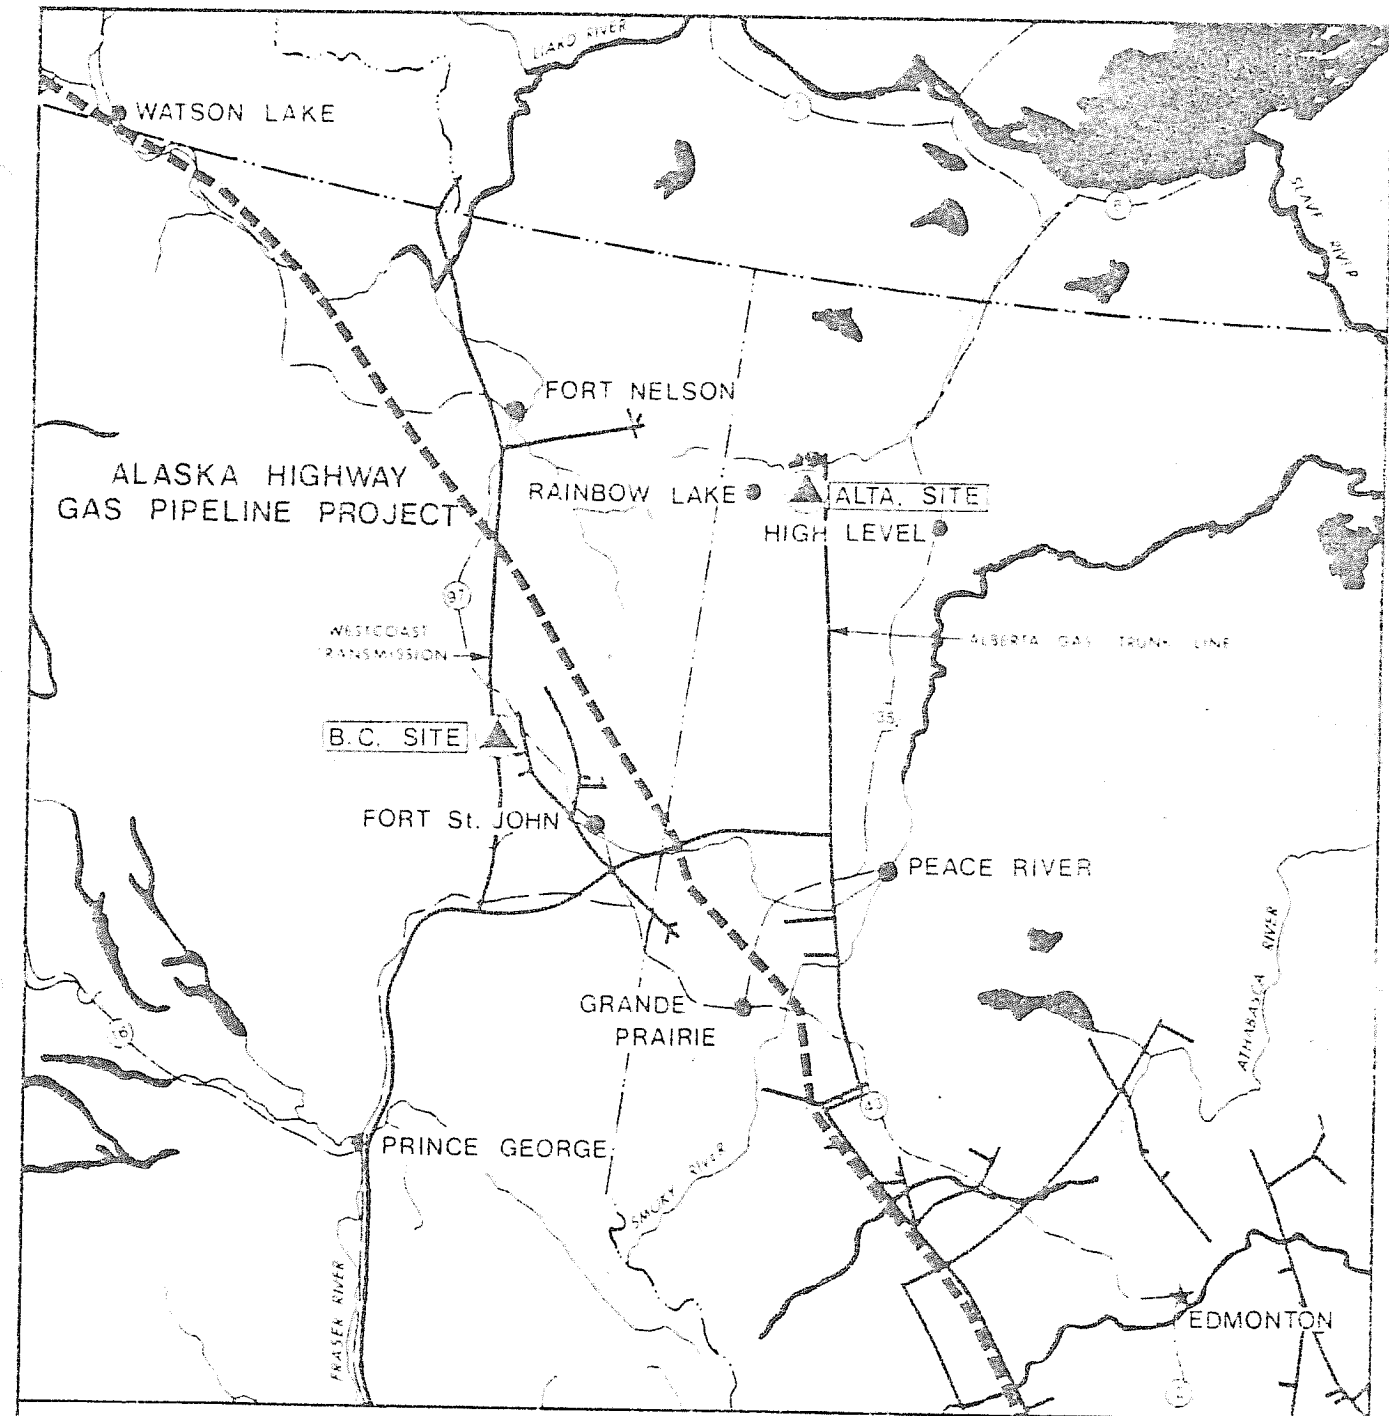 LIARD RIVER
WATSON LAKE
SLAVE RIVER
FORT NELSON
ALASKA HIGHWAY
GAS PIPELINE PROJECT
RAINBOW LAKE
ALTA. SITE
HIGH LEVEL
97
WESTCOAST
TRANSMISSION
ALBERTA GAS TRUNK LINE
35
B.C. SITE
FORT St. JOHN
PEACE RIVER
ATHABASCA RIVER
GRANDE
PRAIRIE
16
43
PRINCE GEORGE
SMOKY RIVER
FRASER RIVER
EDMONTON